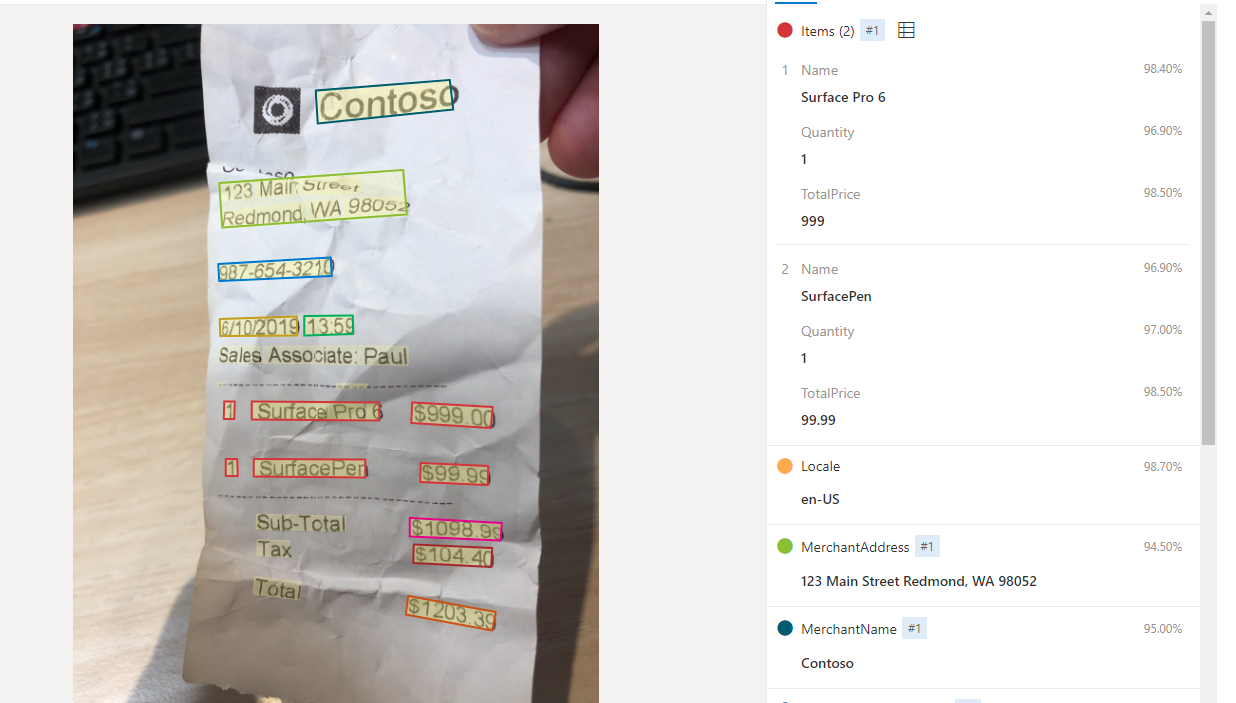 Contoso
123 Main Street
Redmond, WA 98052
987-654-3210
6/10/2019 13:59
Sales Associate: Paul
1 Surface Pro 6 $999.00
1 SurfacePen $99.99
Sub-Total $1098.99
Tax $104.40
Total $1203.39
Items (2) #1
1 Name 98.40%
Surface Pro 6
Quantity 96.90%
1
TotalPrice 98.50%
999
2 Name 96.90%
SurfacePen
Quantity 97.00%
1
TotalPrice 98.50%
99.99
Locale 98.70%
en-US
MerchantAddress #1 94.50%
123 Main Street Redmond, WA 98052
MerchantName #1 95.00%
Contoso